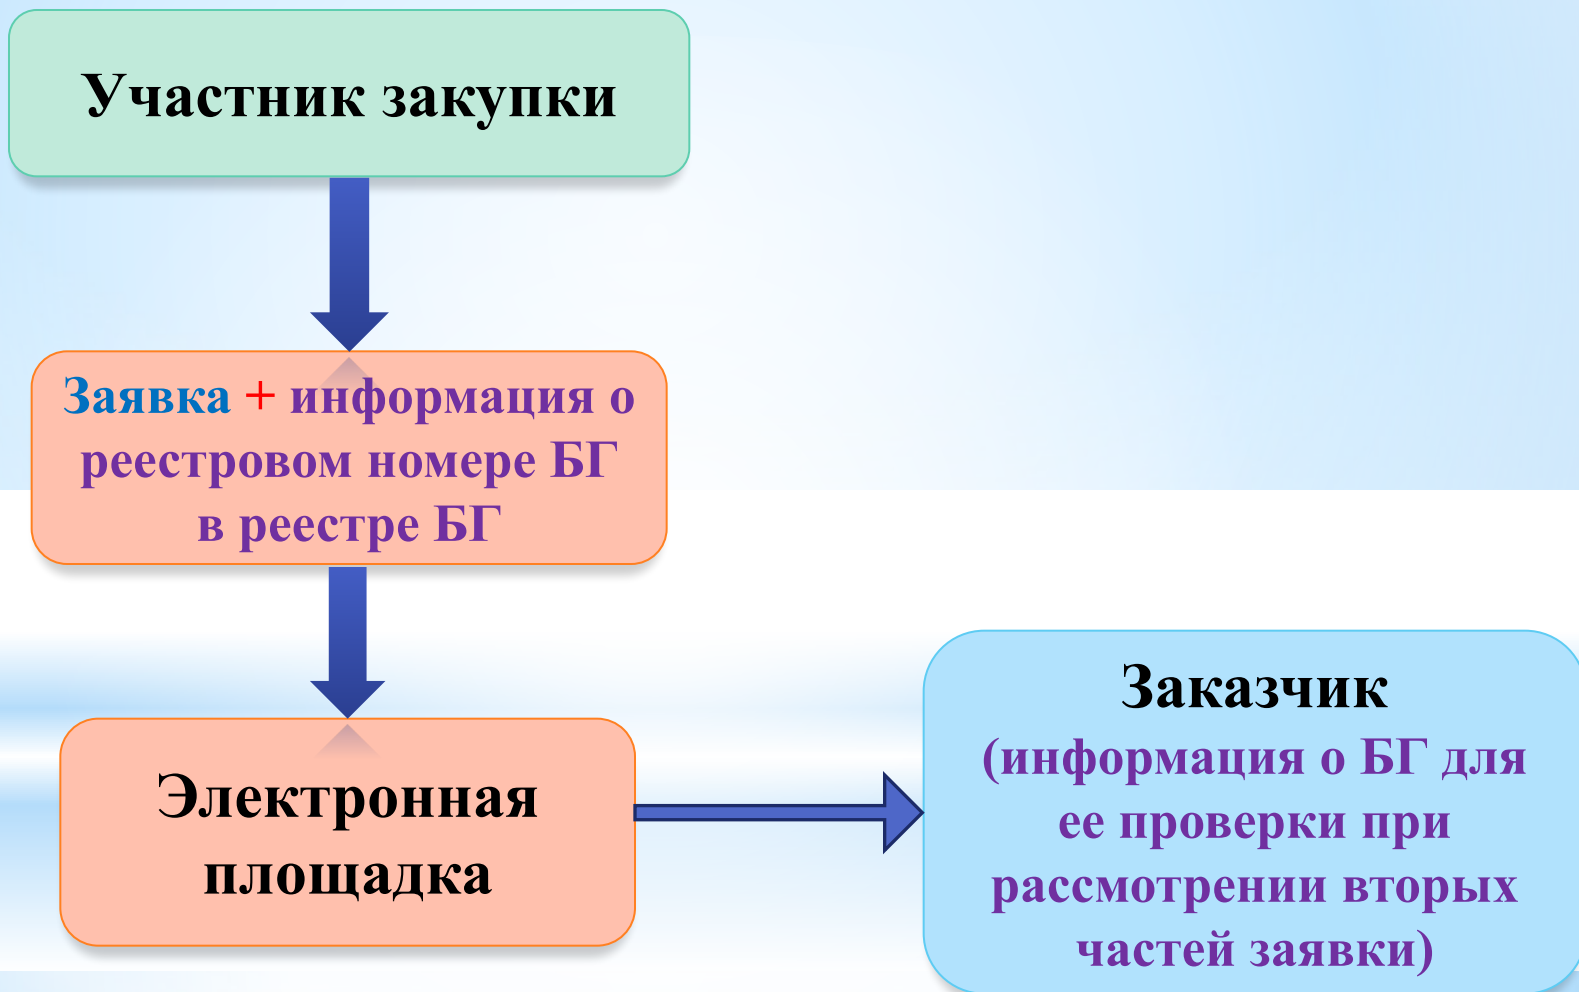 Участник закупки
Заявка + информация о
реестровом номере БГ
в реестре БГ
Электронная
площадка
Заказчик
(информация о БГ для
ее проверки при
рассмотрении вторых
частей заявки)